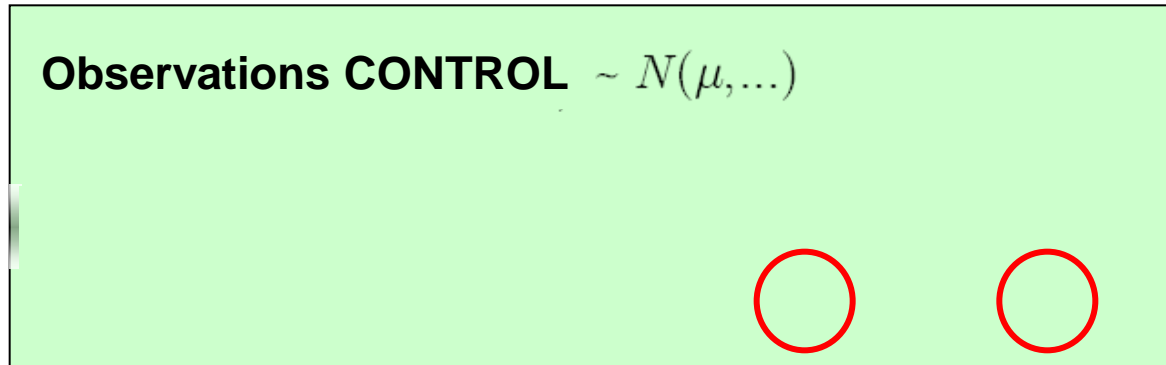 Observations CONTROL ~ N(μ,...)